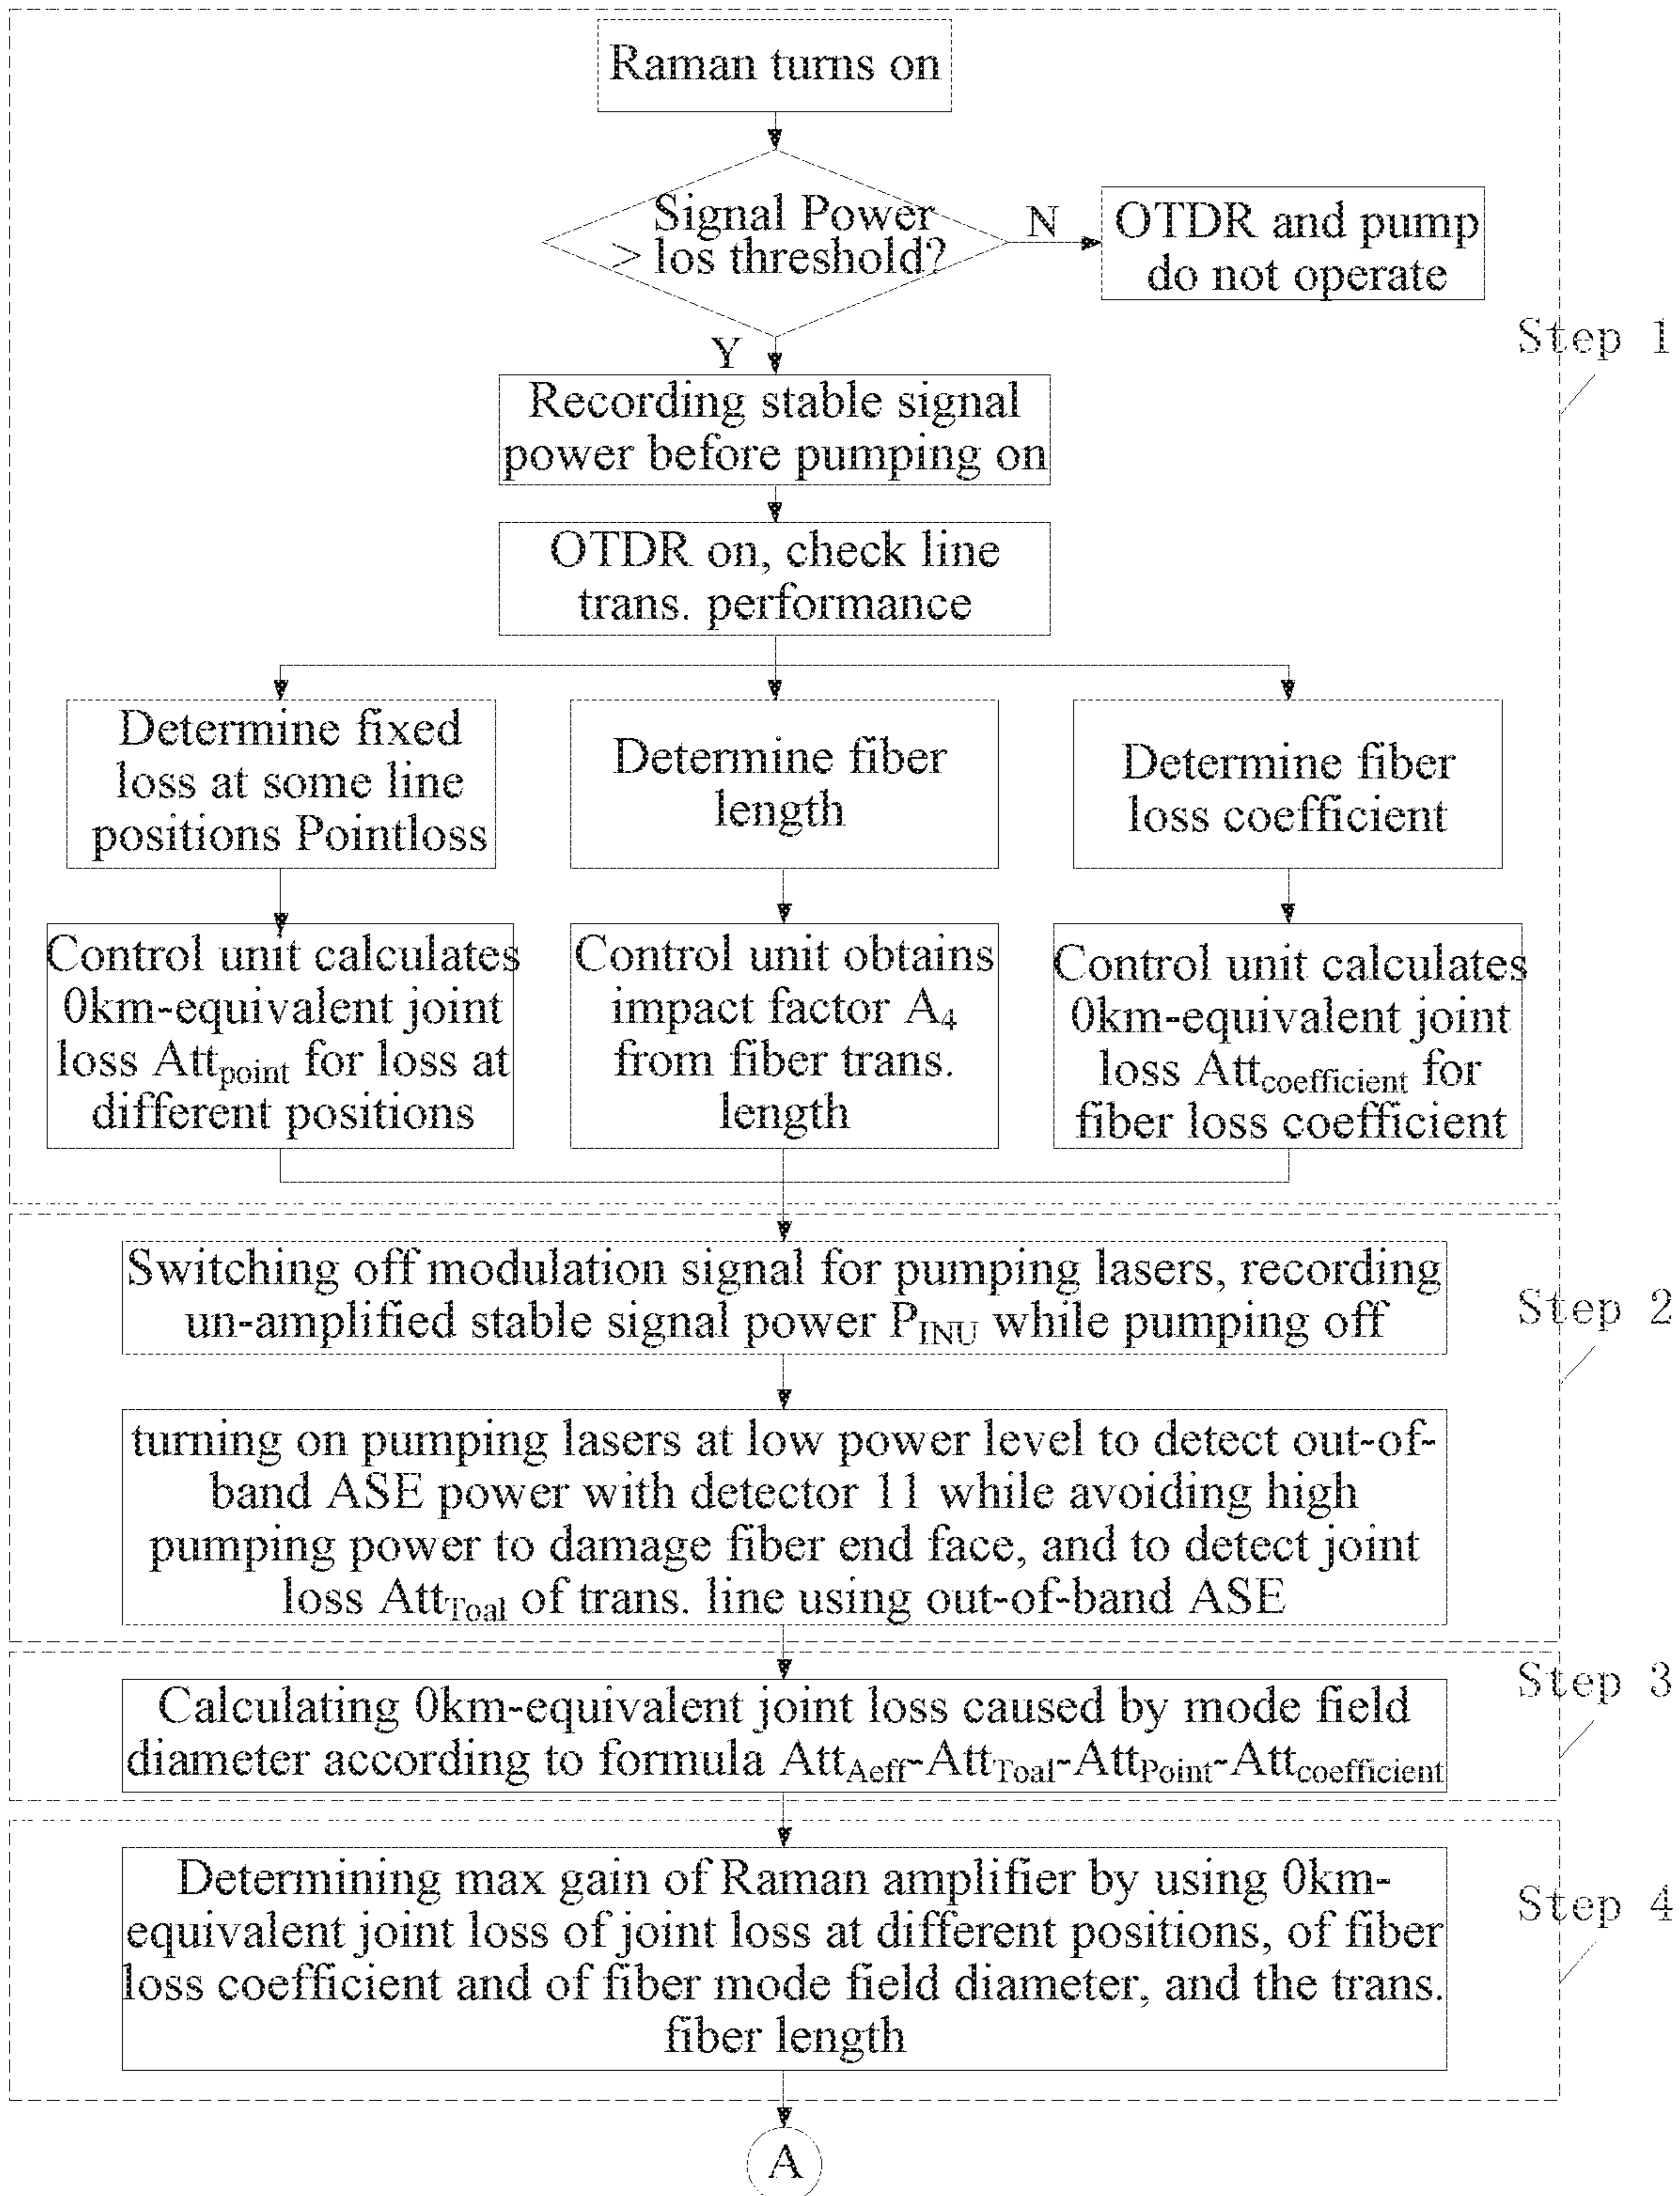 Raman turns on
Signal Power
> los threshold?
N
OTDR and pump
do not operate
Step 1
Y
Recording stable signal
power before pumping on
OTDR on, check line
trans. performance
Determine fixed
loss at some line
positions Pointloss
Determine fiber
length
Determine fiber
loss coefficient
Control unit calculates
0km-equivalent joint
loss Attpoint for loss at
different positions
Control unit obtains
impact factor A4
from fiber trans.
length
Control unit calculates
0km-equivalent joint
loss Attcoefficient for
fiber loss coefficient
Switching off modulation signal for pumping lasers, recording
un-amplified stable signal power PINU while pumping off
Step 2
turning on pumping lasers at low power level to detect out-of-
band ASE power with detector 11 while avoiding high
pumping power to damage fiber end face, and to detect joint
loss AttToal of trans. line using out-of-band ASE
Step 3
Calculating 0km-equivalent joint loss caused by mode field
diameter according to formula AttAeff-AttToal-AttPoint-Attcoefficient
Determining max gain of Raman amplifier by using 0km-
equivalent joint loss of joint loss at different positions, of fiber
loss coefficient and of fiber mode field diameter, and the trans.
fiber length
Step 4
A